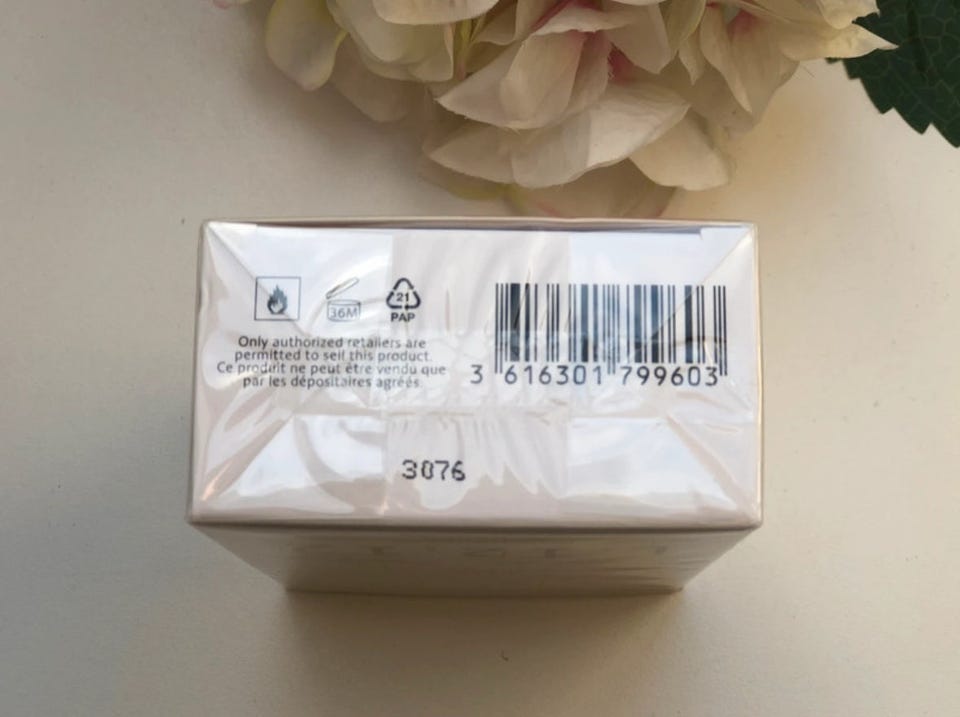 36M
21
PAP
Only authorized retailers are
permitted to sell this product.
Ce produit ne peut être vendu que
par les dépositaires agréés.
3 616301 799603
3076